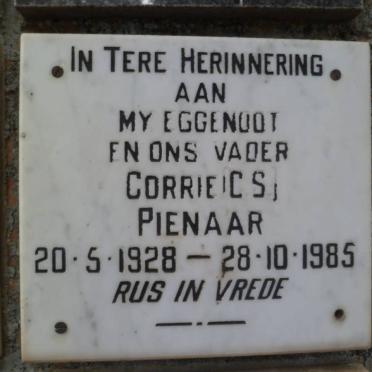 IN TERE HERINNERING
AAN
MY EGGENOOT
EN ONS VADER
CORRIE (C S)
PIENAAR
20·5·1928 — 28·10·1985
RUS IN VREDE